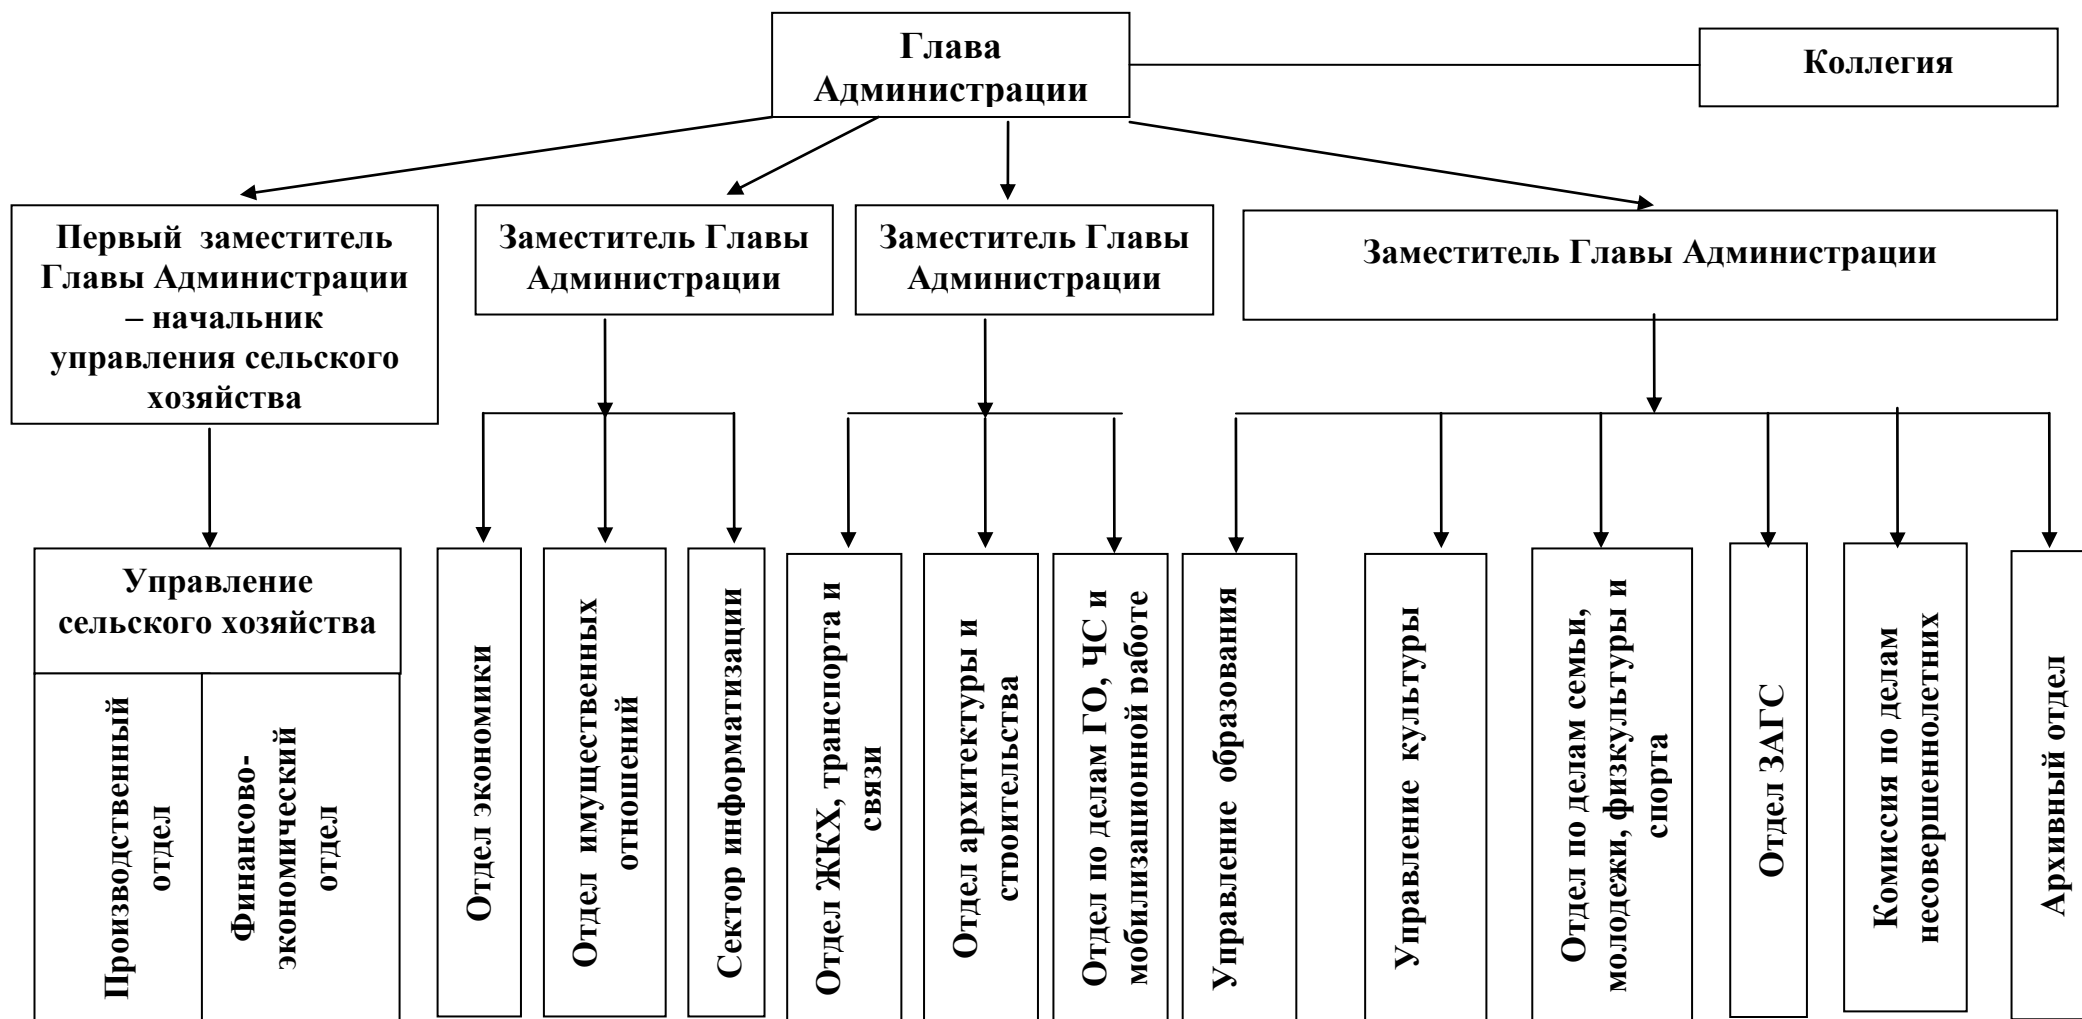 Глава
Администрации
Коллегия
Первый заместитель
Главы Администрации
– начальник
управления сельского
хозяйства
Заместитель Главы
Администрации
Заместитель Главы
Администрации
Заместитель Главы Администрации
Управление
сельского хозяйства
Производственный
отдел
Финансово-
экономический
отдел
Отдел экономики
Отдел имущественных
отношений
Сектор информатизации
Отдел ЖКХ, транспорта и
связи
Отдел архитектуры и
строительства
Отдел по делам ГО, ЧС и
мобилизационной работе
Управление образования
Управление культуры
Отдел по делам семьи,
молодежи, физкультуры и
спорта
Отдел ЗАГС
Комиссия по делам
несовершеннолетних
Архивный отдел